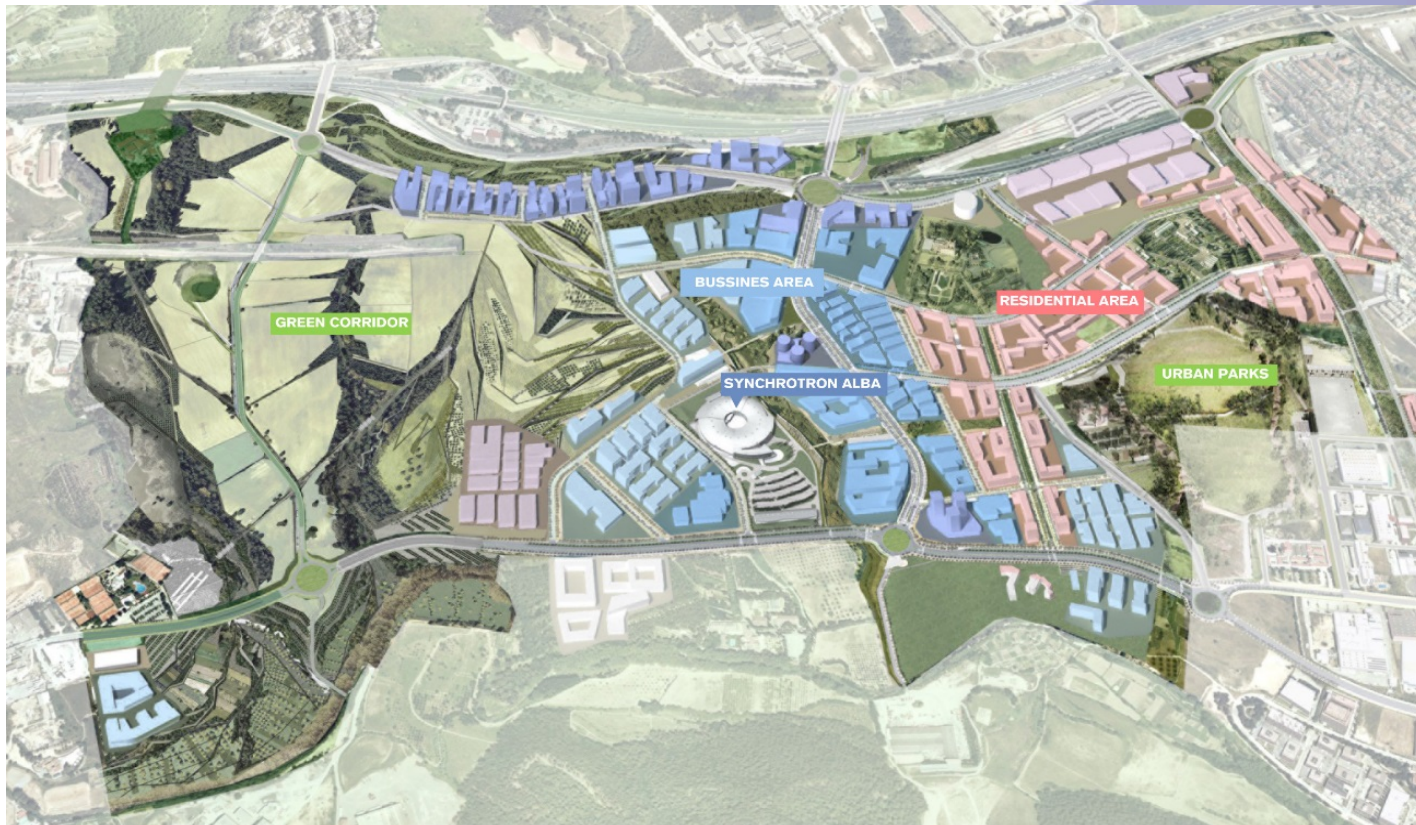 BUSSINES AREA
RESIDENTIAL AREA
GREEN CORRIDOR
URBAN PARKS
SYNCHROTRON ALBA